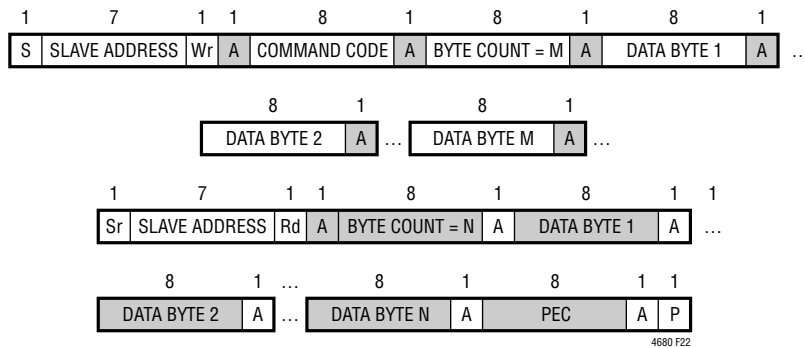 1 7 1 1 8 1 8 1 8 1
S SLAVE ADDRESS Wr A COMMAND CODE A BYTE COUNT = M A DATA BYTE 1 A ..
8 1 8 1
DATA BYTE 2 A ... DATA BYTE M A ...
1 7 1 1 8 1 8 1 1
Sr SLAVE ADDRESS Rd A BYTE COUNT = N A DATA BYTE 1 A ...
8 1 ... 8 1 8 1 1
DATA BYTE 2 A ... DATA BYTE N A PEC A P
4680 F22